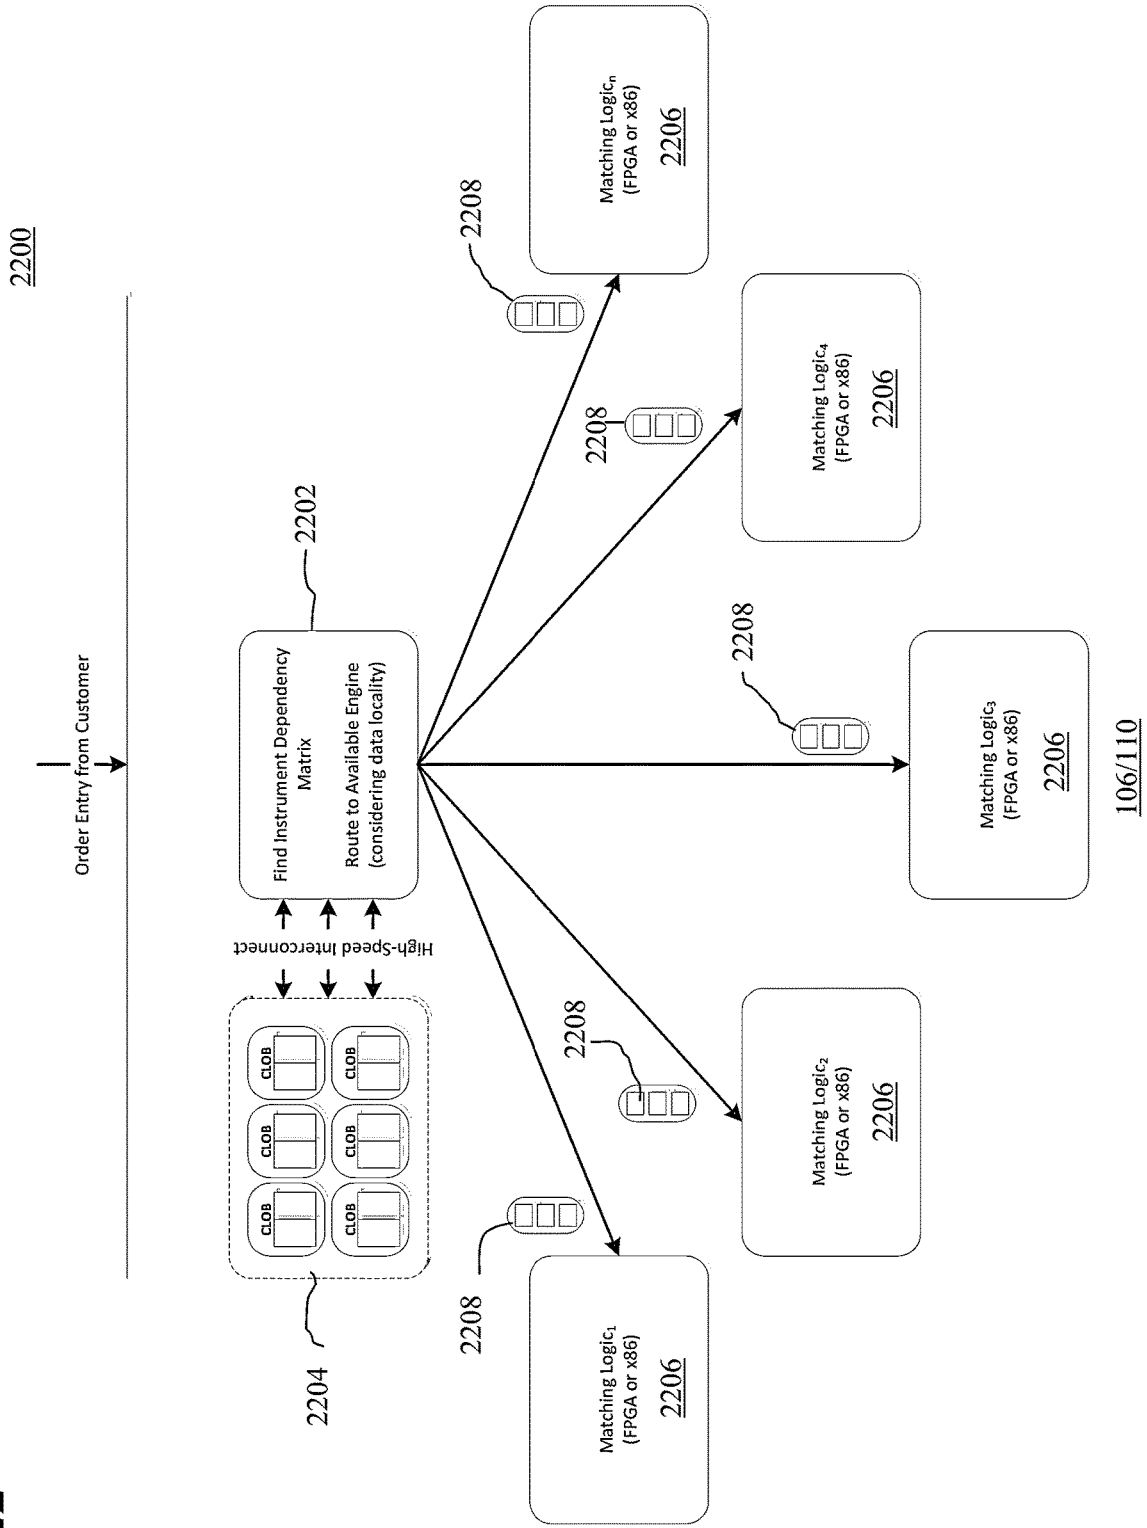 2200
Order Entry from Customer
2202
Find Instrument Dependency
Matrix
Route to Available Engine
(considering data locality)
High-Speed Interconnect
CLOB
CLOB
CLOB
CLOB
CLOB
CLOB
2204
2208
2208
2208
2208
2208
Matching Logic₁
(FPGA or x86)
2206
Matching Logic₂
(FPGA or x86)
2206
Matching Logic₃
(FPGA or x86)
2206
Matching Logic₄
(FPGA or x86)
2206
Matching Logicₙ
(FPGA or x86)
2206
106/110